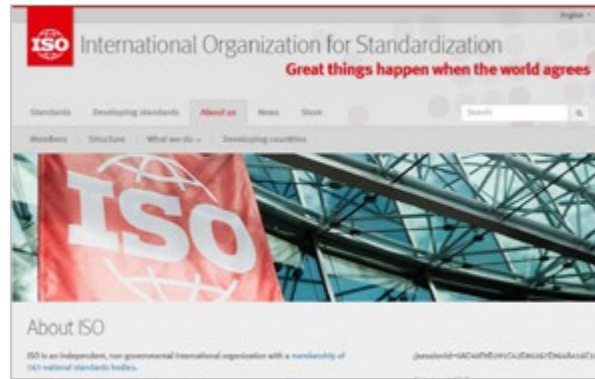 English
ISO
International Organization for Standardization
Great things happen when the world agrees
Standards Developing standards About us News Store
Search
Members Structure What we do Developing countries
ISO
About ISO
ISO is an independent, non-governmental international organization with a membership of
national standards bodies.